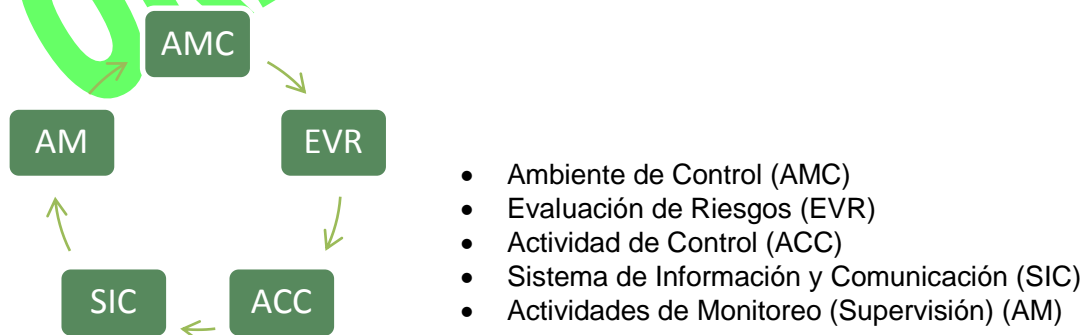 AMC
AM
EVR
SIC
ACC
• Ambiente de Control (AMC)
• Evaluación de Riesgos (EVR)
• Actividad de Control (ACC)
• Sistema de Información y Comunicación (SIC)
• Actividades de Monitoreo (Supervisión) (AM)